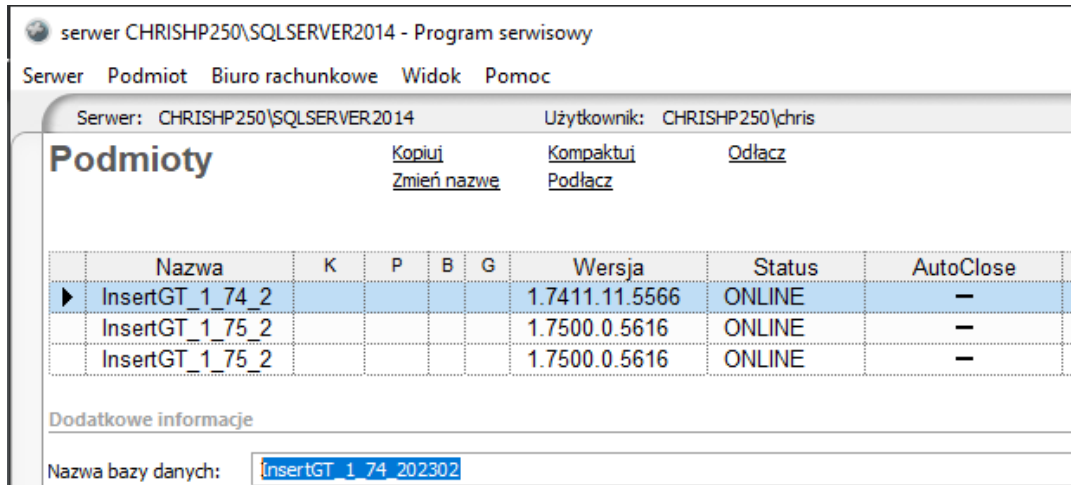 serwer CHRISHP250\SQLSERVER2014 - Program serwisowy
Serwer Podmiot Biuro rachunkowe Widok Pomoc
Serwer: CHRISHP250\SQLSERVER2014 Użytkownik: CHRISHP250\chris
Podmioty Kopiuj Kompaktuj Odłącz
Zmień nazwę Podłącz
Nazwa K P B G Wersja Status AutoClose
InsertGT_1_74_2 1.7411.11.5566 ONLINE –
InsertGT_1_75_2 1.7500.0.5616 ONLINE –
InsertGT_1_75_2 1.7500.0.5616 ONLINE –
Dodatkowe informacje
Nazwa bazy danych: InsertGT_1_74_202302